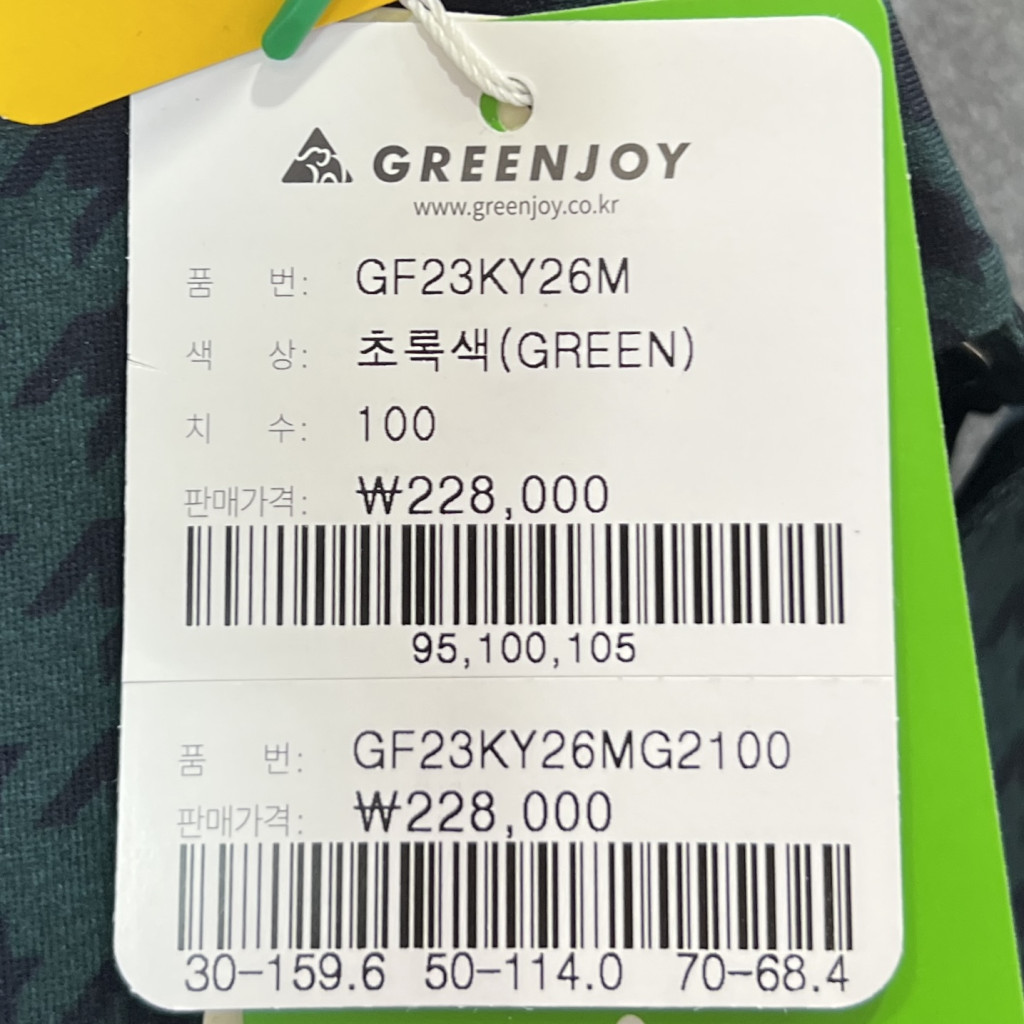 GREENJOY
www.greenjoy.co.kr
품 번: GF23KY26M
색 상: 초록색(GREEN)
치 수: 100
판매가격: ₩228,000
95,100,105
품 번: GF23KY26MG2100
판매가격: ₩228,000
30-159.6 50-114.0 70-68.4